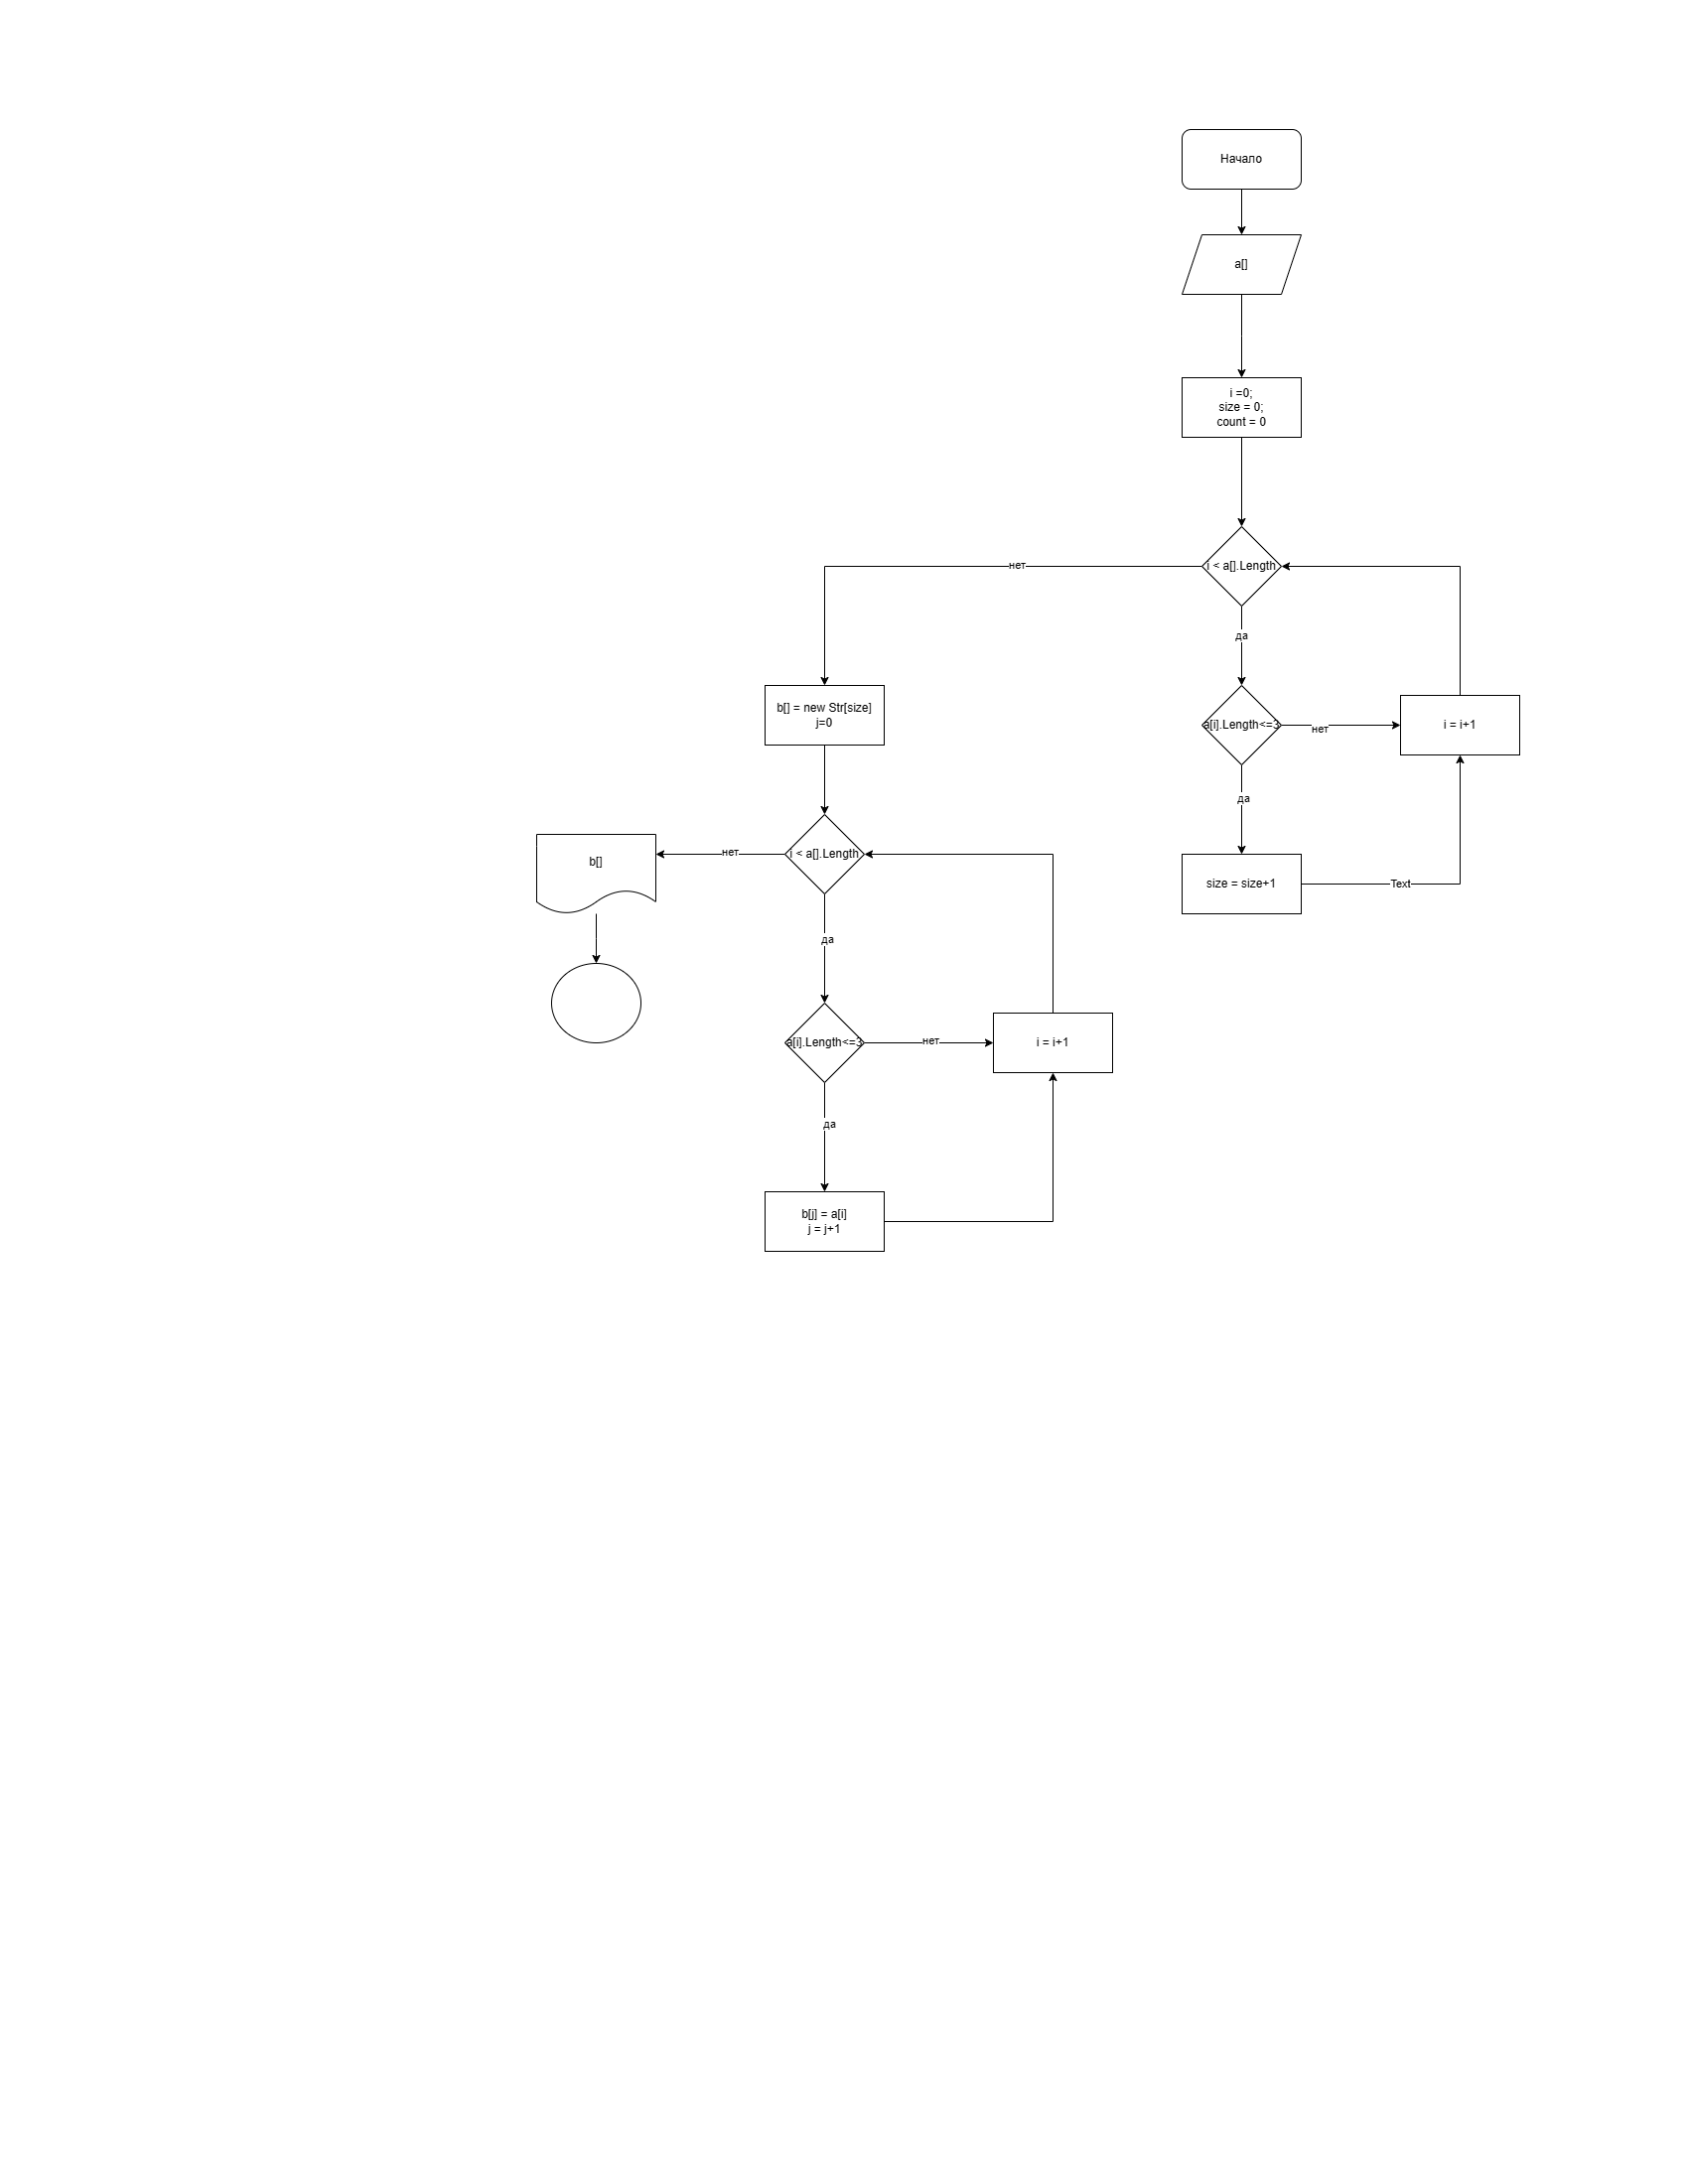 Начало
a[]
i =0;
size = 0;
count = 0
i < a[].Length
нет
да
b[] = new Str[size]
j=0
a[i].Length<=3
нет
i = i+1
да
size = size+1
Text
i < a[].Length
нет
b[]
да
a[i].Length<=3
нет
i = i+1
да
b[j] = a[i]
j = j+1